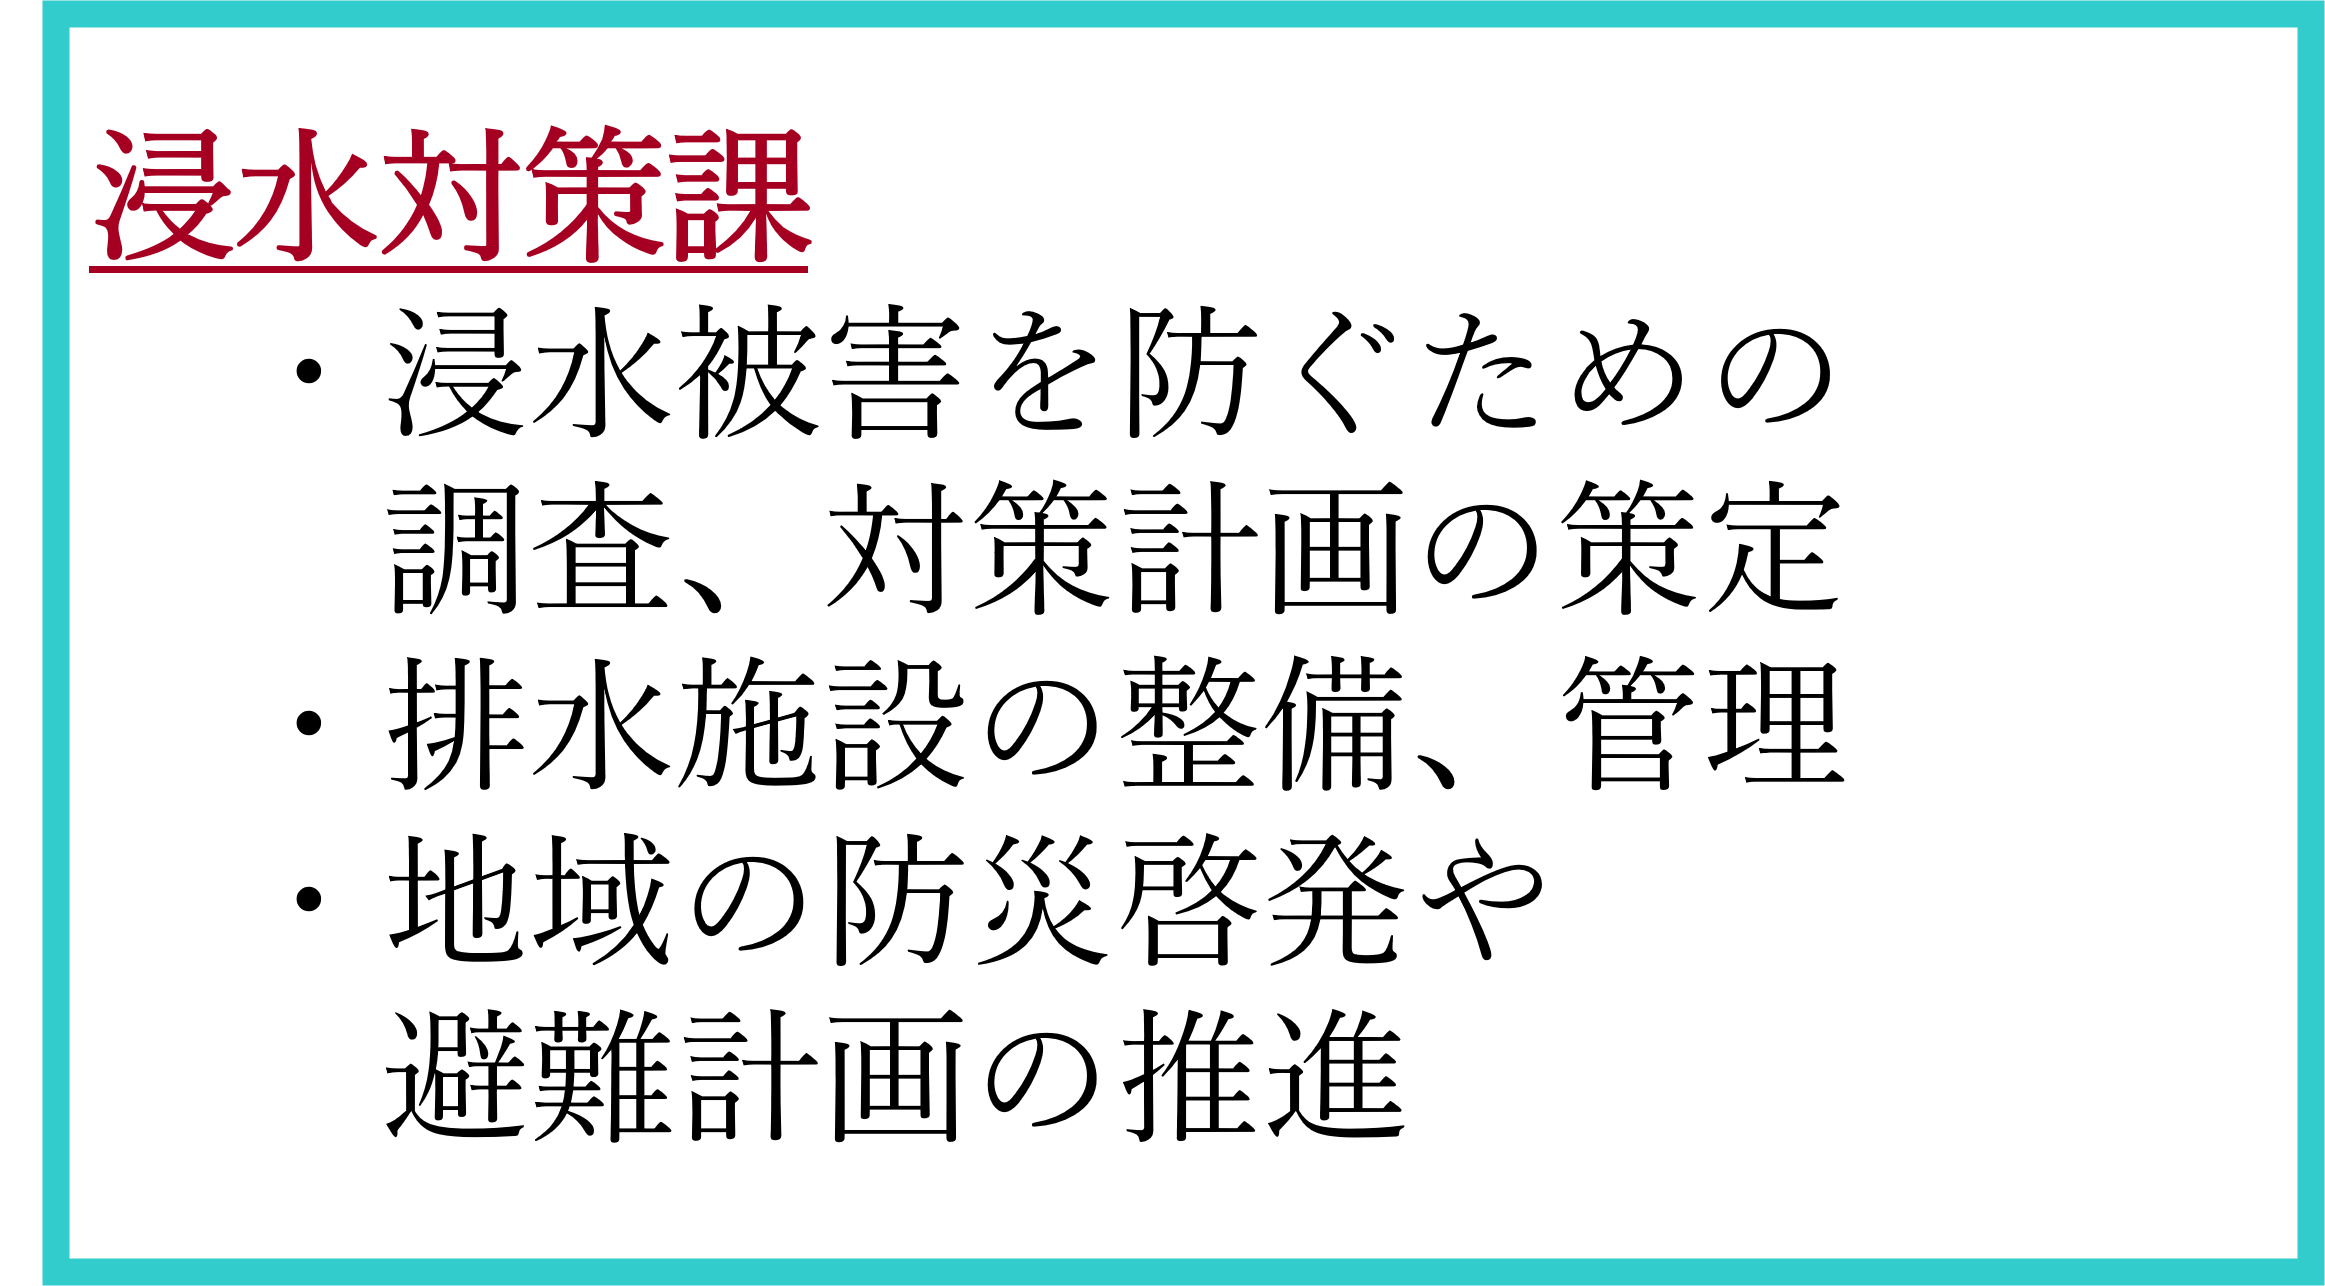 浸水対策課
・浸水被害を防ぐための
調査、対策計画の策定
・排水施設の整備、管理
・地域の防災啓発や
避難計画の推進